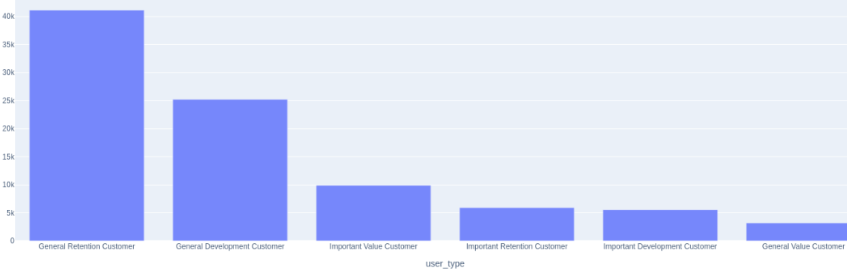 40k
35k
30k
25k
20k
15k
10k
5k
0
General Retention Customer General Development Customer Important Value Customer Important Retention Customer Important Development Customer General Value Customer
user_type